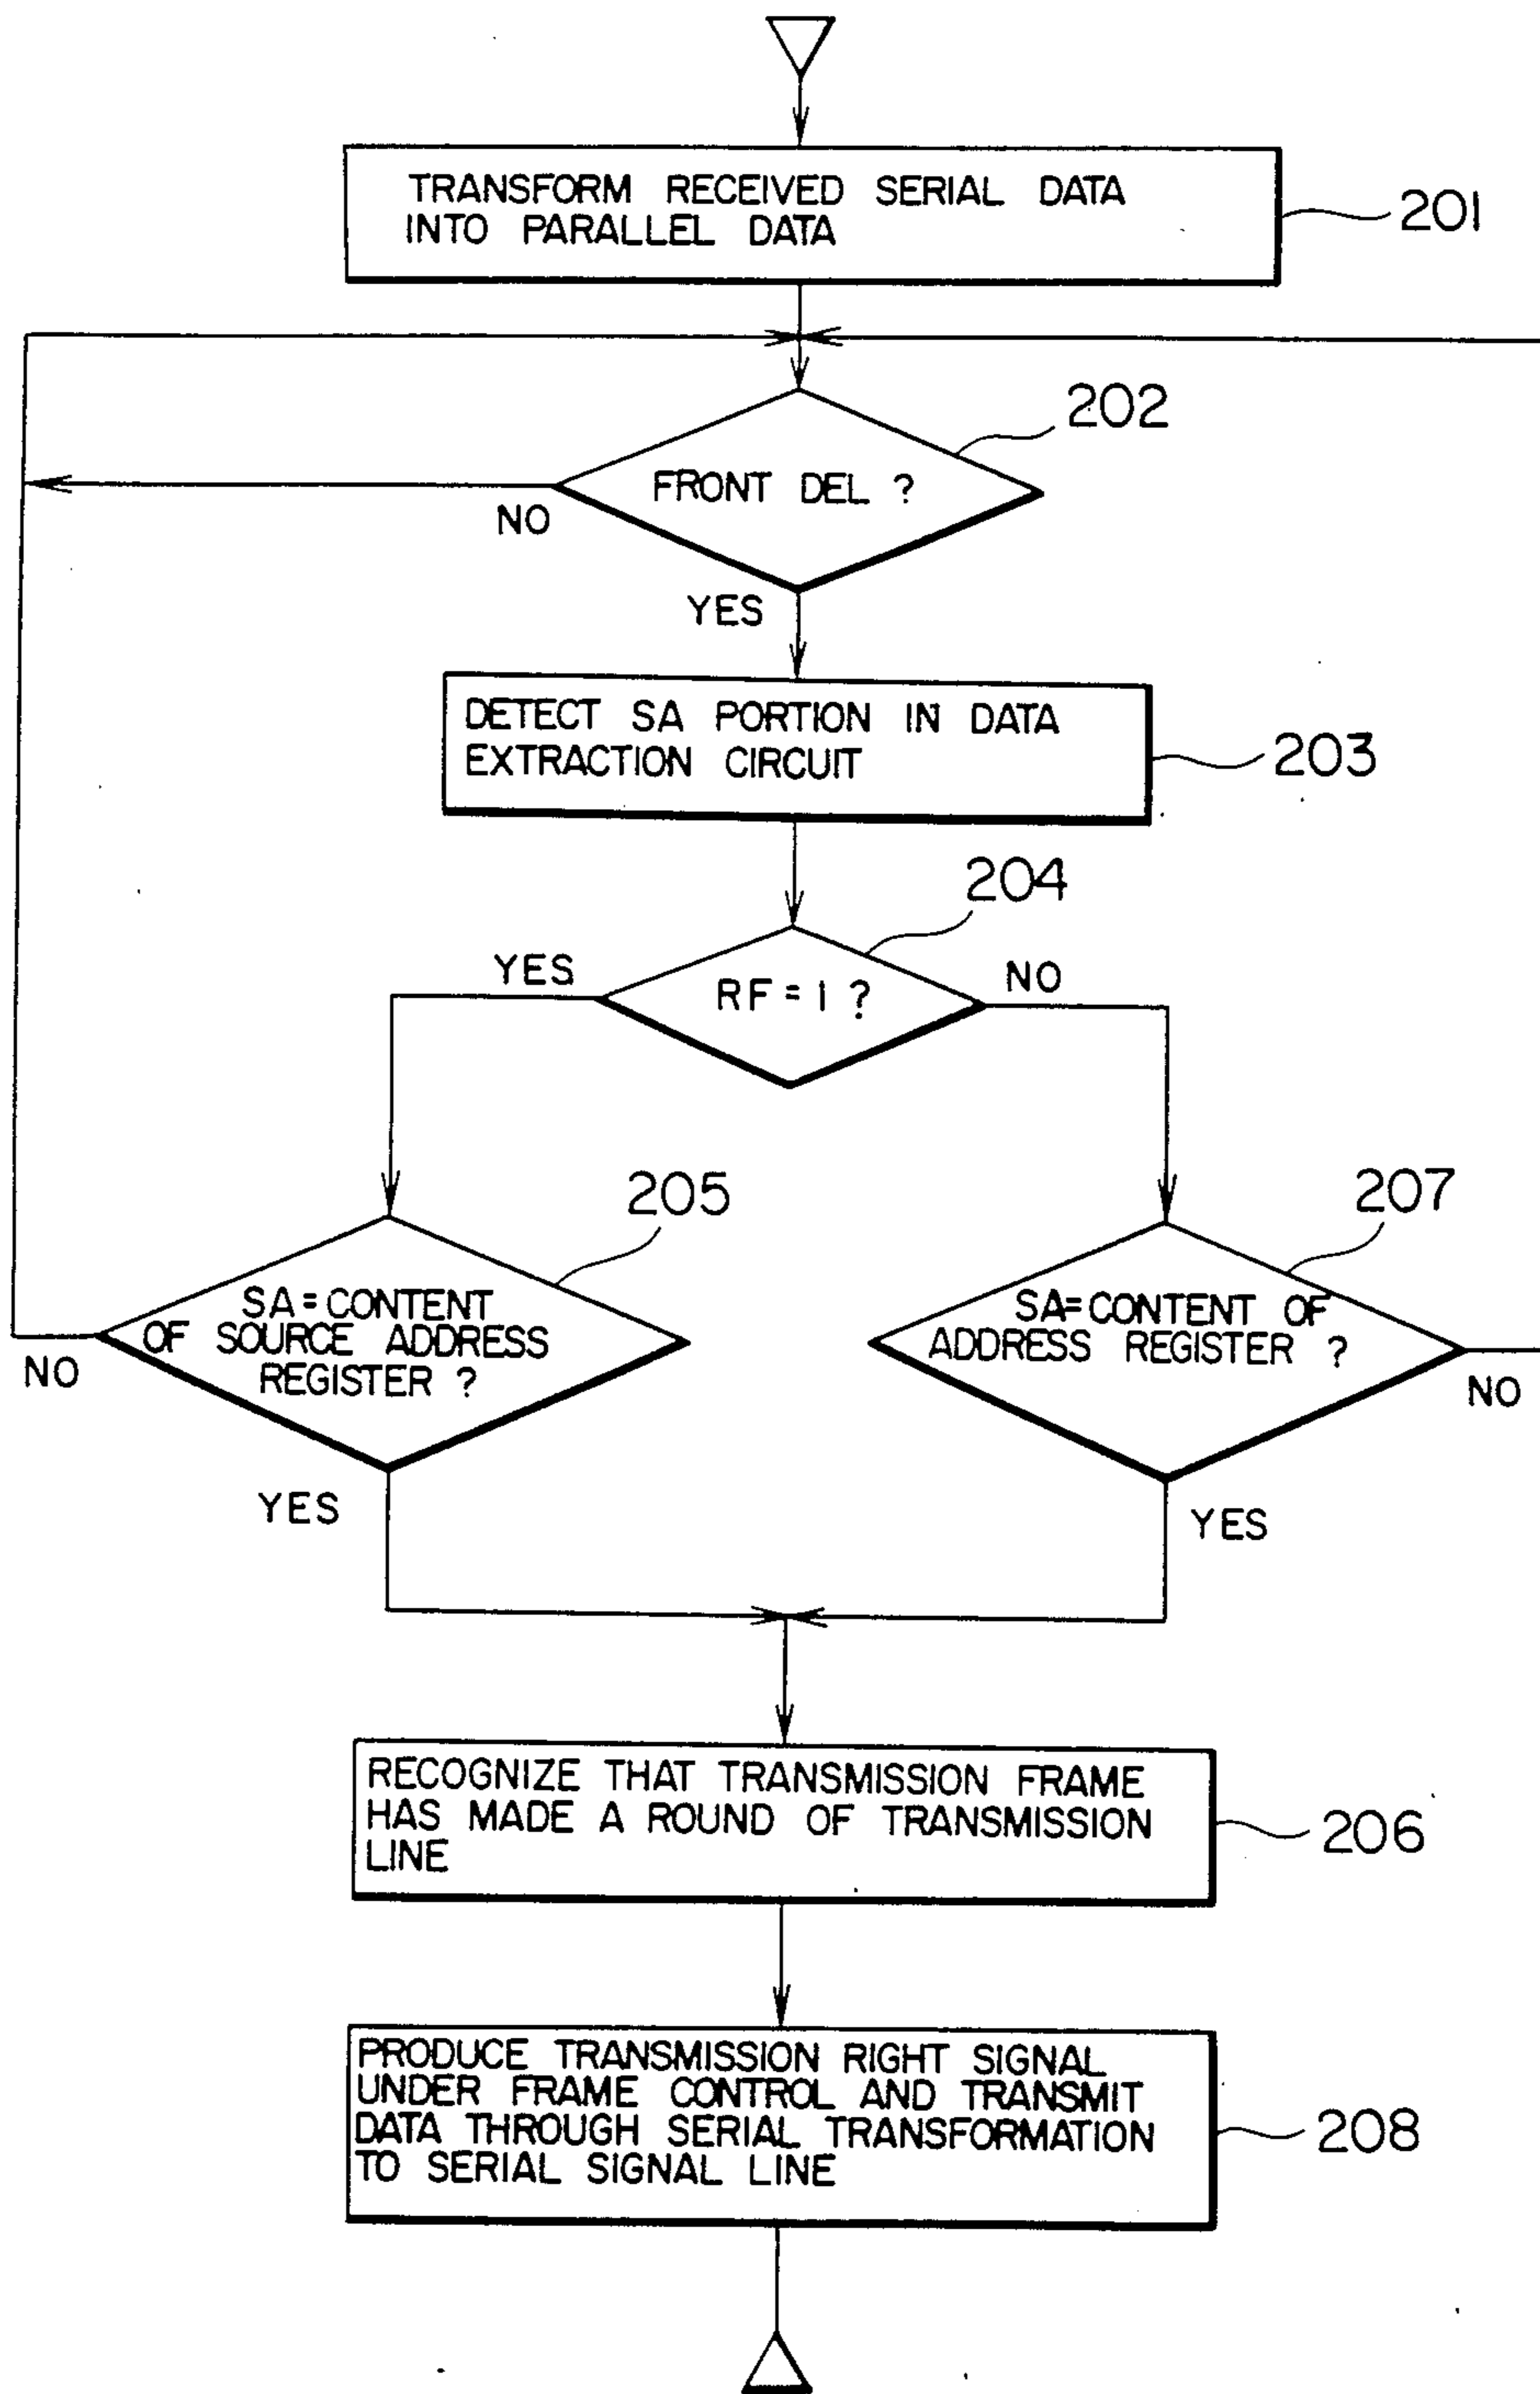 TRANSFORM RECEIVED SERIAL DATA
INTO PARALLEL DATA
201
202
FRONT DEL ?
NO
YES
DETECT SA PORTION IN DATA
EXTRACTION CIRCUIT
203
204
YES
RF = 1 ?
NO
205
207
SA = CONTENT
OF SOURCE ADDRESS
REGISTER ?
NO
SA = CONTENT OF
ADDRESS REGISTER ?
NO
YES
YES
RECOGNIZE THAT TRANSMISSION FRAME
HAS MADE A ROUND OF TRANSMISSION
LINE
206
PRODUCE TRANSMISSION RIGHT SIGNAL
UNDER FRAME CONTROL AND TRANSMIT
DATA THROUGH SERIAL TRANSFORMATION
TO SERIAL SIGNAL LINE
208